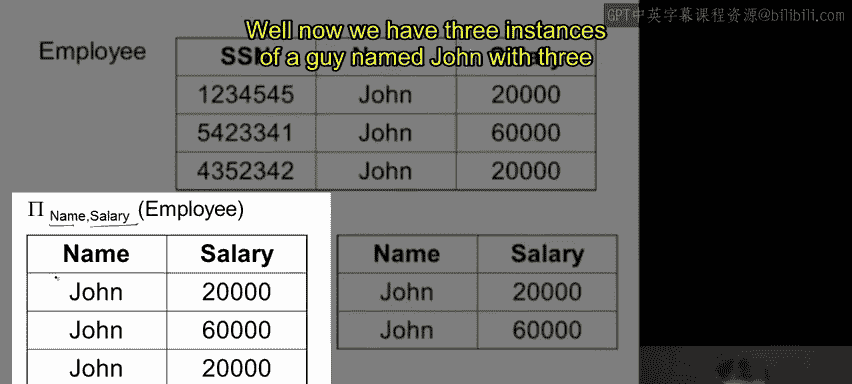 GPT中英字幕课程资源@bilibili.com
Well now we have three instances
of a guy named John with three
Employee
SSN
1234545 John 20000
5423341 John 60000
4352342 John 20000
Π Name,Salary (Employee)
Name Salary
John 20000
John 60000
John 20000
Name Salary
John 20000
John 60000